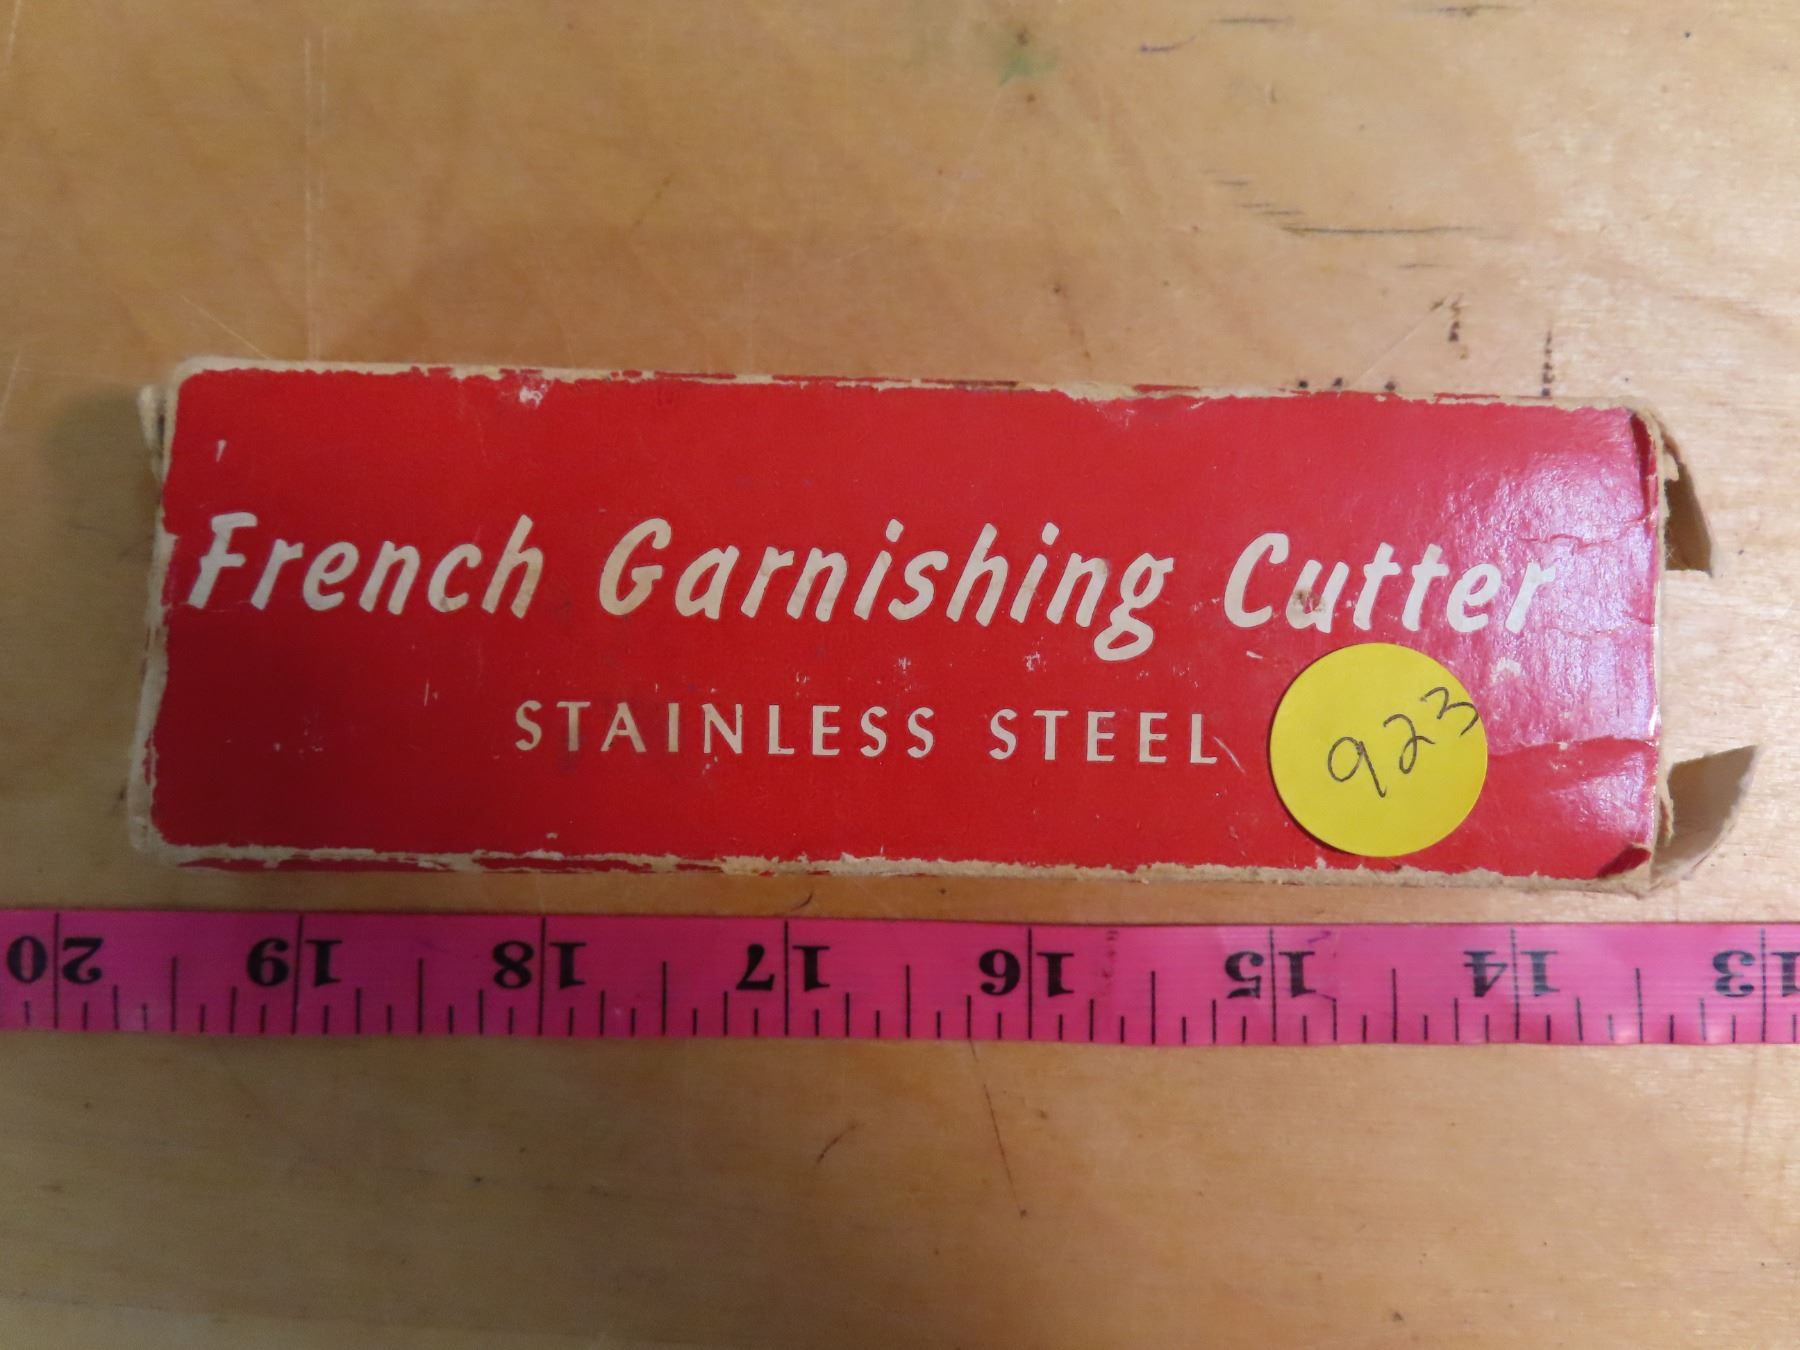 French Garnishing Cutter
STAINLESS STEEL
923
20 19 18 17 16 15 14 13